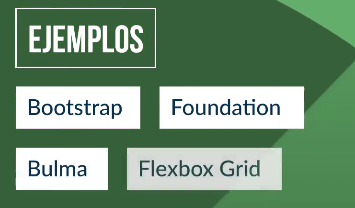 EJEMPLOS
Bootstrap Foundation
Bulma Flexbox Grid